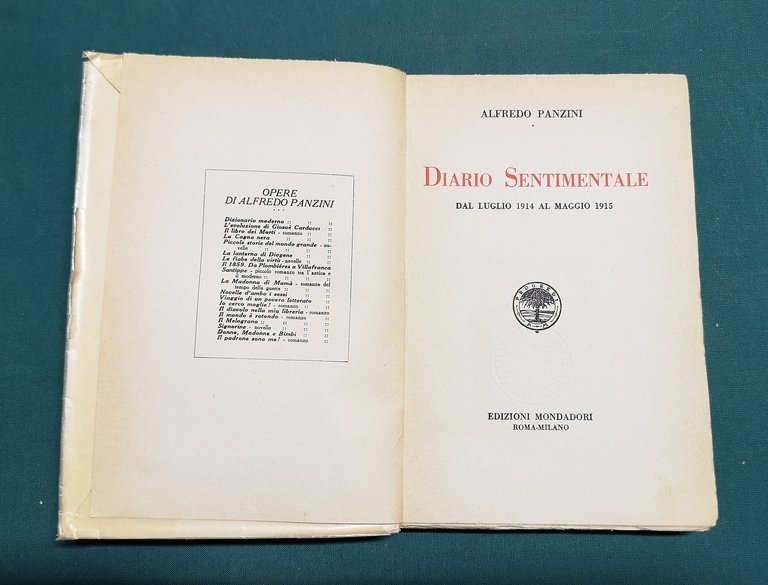 OPERE
DI ALFREDO PANZINI
Dizionario moderno :: :: ::
L'evoluzione di Giosuè Carducci ::
Il libro dei Morti - romanzo :: ::
La Cagna nera :: :: ::
Piccole storie del mondo grande - no-
velle :: :: :: ::
La lanterna di Diogene :: ::
Le fiabe della virtù - novelle :: ::
Il 1859. Da Plombières a Villafranca
Santippe - piccolo romanzo tra l'antico e
il moderno :: :: :: ::
La Madonna di Mamà - romanzo del
tempo della guerra :: :: ::
Novelle d'ambo i sessi :: ::
Viaggio di un povero letterato ::
Io cerco moglie! - romanzo :: ::
Il diavolo nella mia libreria - romanzo
Il mondo è rotondo - romanzo ::
Il Melograno :: :: :: ::
Signorine - novelle :: :: ::
Donne, Madonne e Bimbi :: ::
Il padrone sono me! - romanzo ::
ALFREDO PANZINI
DIARIO SENTIMENTALE
DAL LUGLIO 1914 AL MAGGIO 1915
PROGREDI
EDIZIONI MONDADORI
ROMA-MILANO